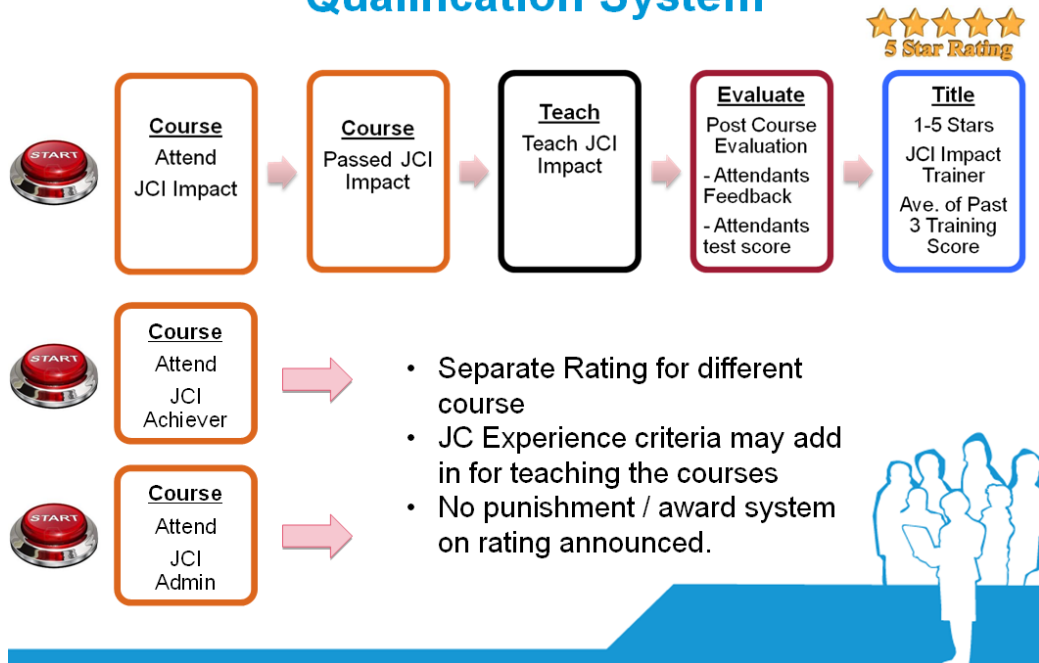 Qualification System
5 Star Rating
START
Course
Attend
JCI Impact
Course
Passed JCI
Impact
Teach
Teach JCI
Impact
Evaluate
Post Course
Evaluation
- Attendants
Feedback
- Attendants
test score
Title
1-5 Stars
JCI Impact
Trainer
Ave. of Past
3 Training
Score
START
Course
Attend
JCI
Achiever
START
Course
Attend
JCI
Admin
• Separate Rating for different
course
• JC Experience criteria may add
in for teaching the courses
• No punishment / award system
on rating announced.